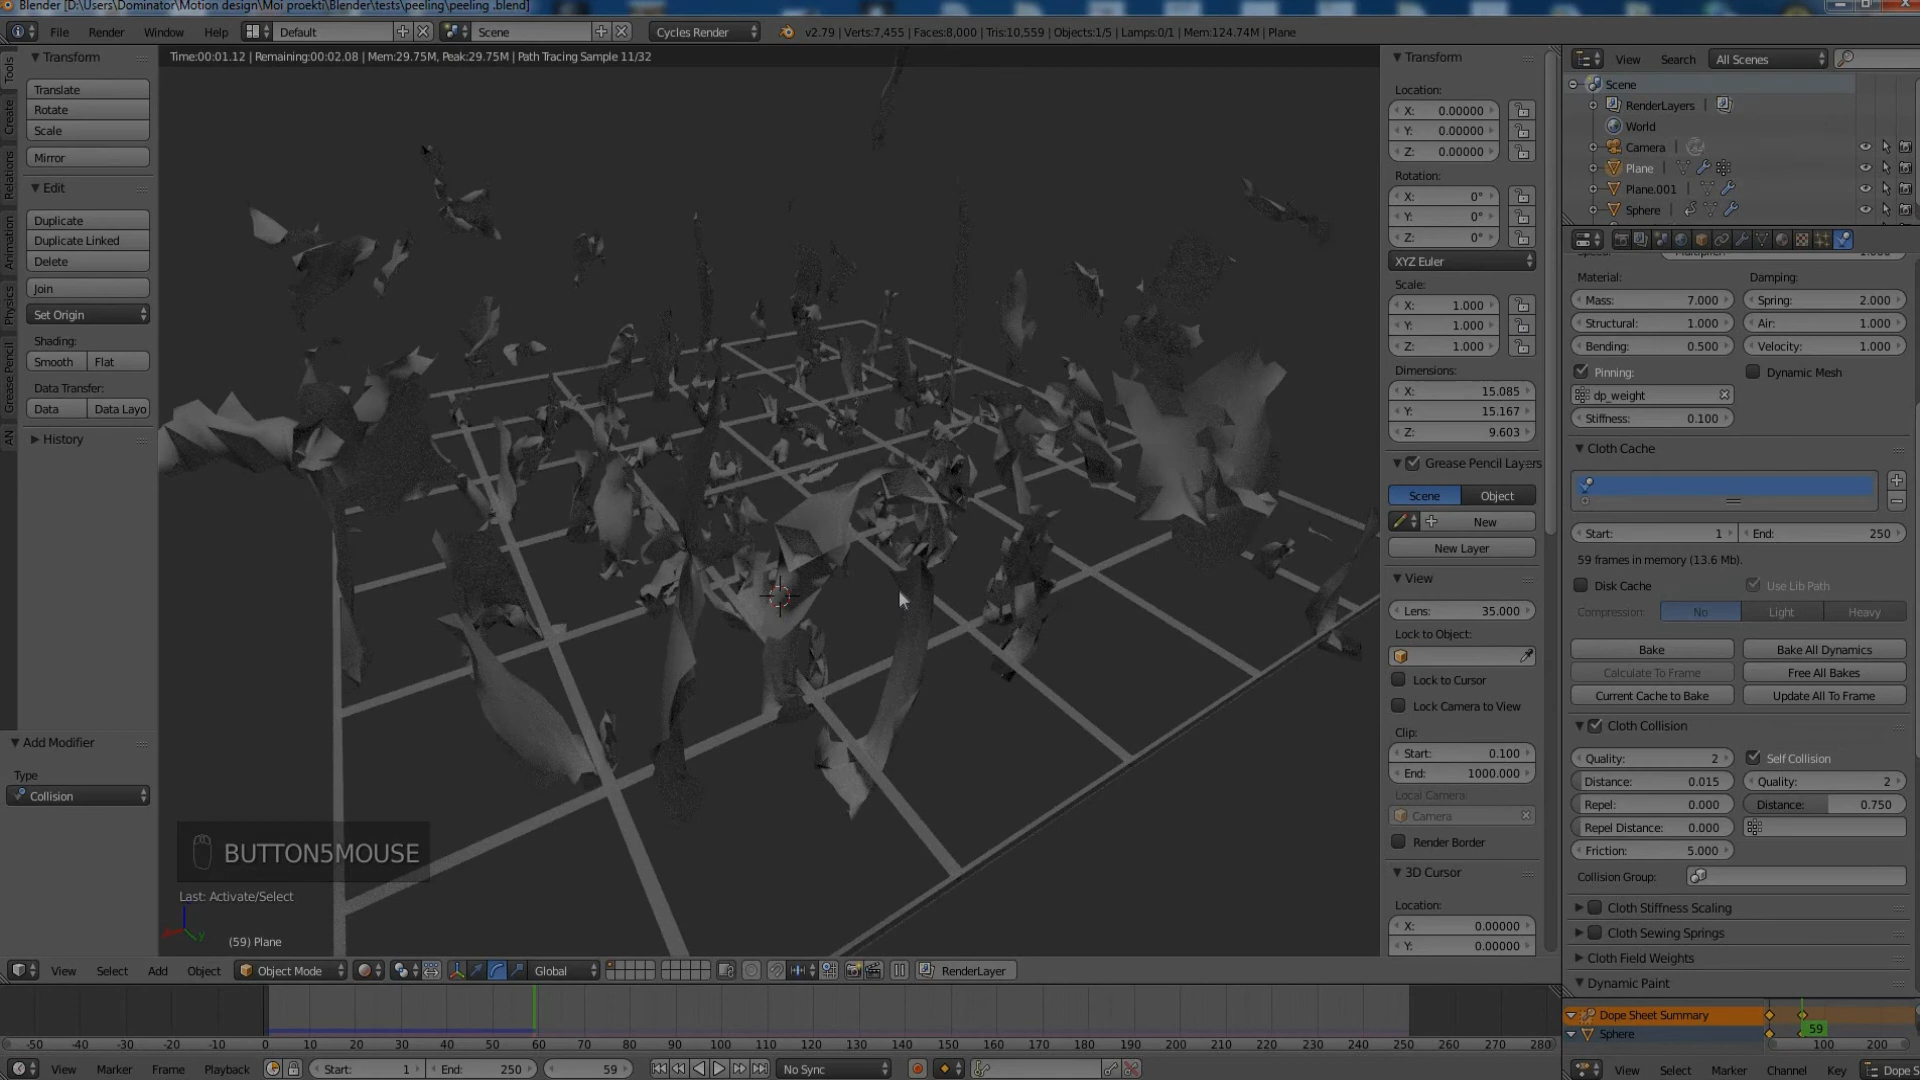 Blender [D:\Users\Dominator\Motion design\Moi proekti\Blender\tests\peeling\peeling .blend]
File Render Window Help Default Scene Cycles Render v2.79 | Verts:7,455 | Faces:8,000 | Tris:10,559 | Objects:1/5 | Lamps:0/1 | Mem:124.74M | Plane
Time:00:01.12 | Remaining:00:02.08 | Mem:29.75M, Peak:29.75M | Path Tracing Sample 11/32
Tools
Create
Relations
Animation
Physics
Grease Pencil
AN
Transform
Translate
Rotate
Scale
Mirror
Edit
Duplicate
Duplicate Linked
Delete
Join
Set Origin
Shading:
Smooth Flat
Data Transfer:
Data Data Layo
History
Add Modifier
Type
Collision
BUTTON5MOUSE
Last: Activate/Select
(59) Plane
Transform
Location:
X: 0.00000
Y: 0.00000
Z: 0.00000
Rotation:
X: 0°
Y: 0°
Z: 0°
XYZ Euler
Scale:
X: 1.000
Y: 1.000
Z: 1.000
Dimensions:
X: 15.085
Y: 15.167
Z: 9.603
Grease Pencil Layers
Scene Object
New
New Layer
View
Lens: 35.000
Lock to Object:
Lock to Cursor
Lock Camera to View
Clip:
Start: 0.100
End: 1000.000
Local Camera:
Camera
Render Border
3D Cursor
Location:
X: 0.00000
Y: 0.00000
View Search All Scenes
Scene
RenderLayers
World
Camera
Plane
Plane.001
Sphere
Material: Damping:
Mass: 7.000 Spring: 2.000
Structural: 1.000 Air: 1.000
Bending: 0.500 Velocity: 1.000
Pinning: Dynamic Mesh
dp_weight
Stiffness: 0.100
Cloth Cache
Start: 1 End: 250
59 frames in memory (13.6 Mb).
Disk Cache Use Lib Path
Compression: No Light Heavy
Bake Bake All Dynamics
Calculate To Frame Free All Bakes
Current Cache to Bake Update All To Frame
Cloth Collision
Quality: 2 Self Collision
Distance: 0.015 Quality: 2
Repel: 0.000 Distance: 0.750
Repel Distance: 0.000
Friction: 5.000
Collision Group:
Cloth Stiffness Scaling
Cloth Sewing Springs
Cloth Field Weights
Dynamic Paint
Dope Sheet Summary
Sphere
59
100 200
View Select Marker Channel Key Dope S
View Select Add Object Object Mode Global RenderLayer
-50 -40 -30 -20 -10 0 10 20 30 40 50 60 70 80 90 100 110 120 130 140 150 160 170 180 190 200 210 220 230 240 250 260 270 280
View Marker Frame Playback Start: 1 End: 250 59 No Sync